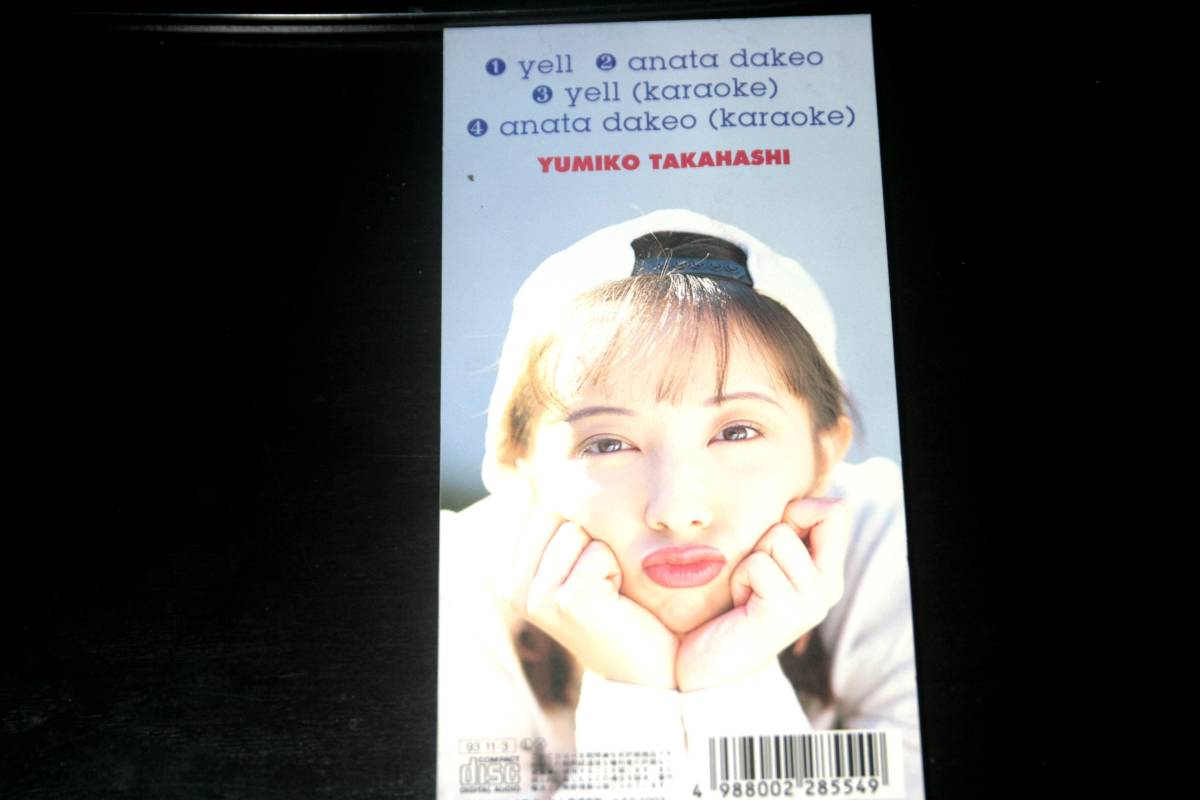 ❶ yell ❷ anata dakeo
❸ yell (karaoke)
❹ anata dakeo (karaoke)
YUMIKO TAKAHASHI
93 11・3
COMPACT
disc
DIGITAL AUDIO
4 988002 285549